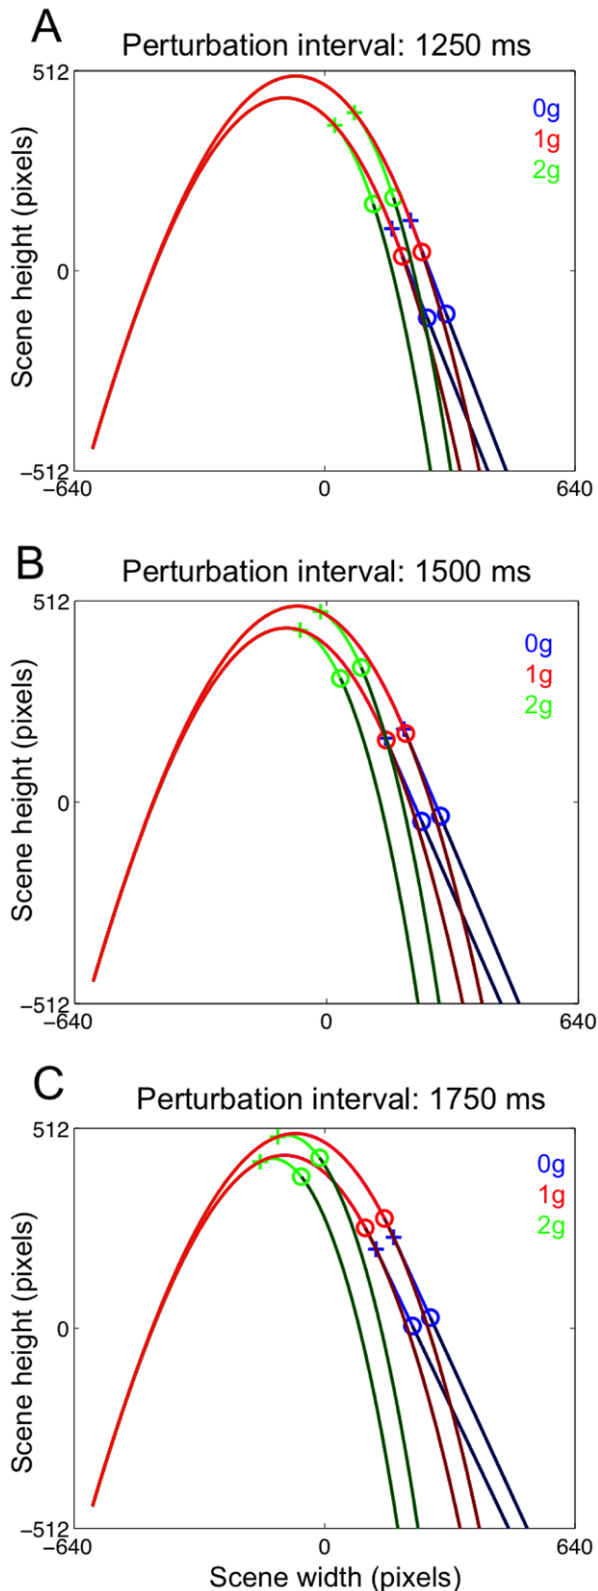 A
Perturbation interval: 1250 ms
512
0g
1g
2g
Scene height (pixels)
0
−512
−640
0
640
B
Perturbation interval: 1500 ms
512
0g
1g
2g
Scene height (pixels)
0
−512
−640
0
640
C
Perturbation interval: 1750 ms
512
0g
1g
2g
Scene height (pixels)
0
−512
−640
0
640
Scene width (pixels)